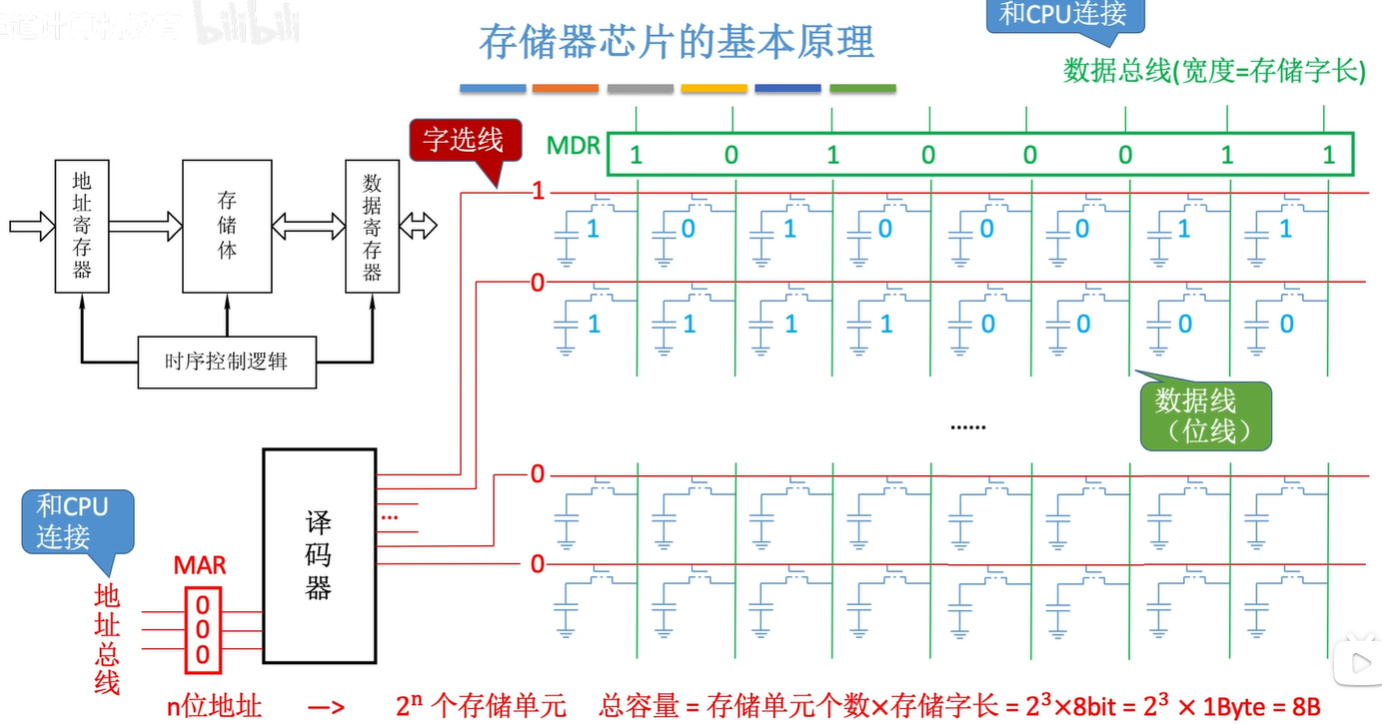 bilibili
和CPU连接
存储器芯片的基本原理
数据总线(宽度=存储字长)
字选线
MDR
1 0 1 0 0 0 1 1
地址寄存器
存储体
数据寄存器
时序控制逻辑
1
1 0 1 0 0 0 1 1
0
1 1 1 1 0 0 0 0
数据线
（位线）
......
0
0
和CPU
连接
译码器
...
MAR
地址总线
0
0
0
n位地址 —> 2ⁿ 个存储单元 总容量 = 存储单元个数×存储字长 = 2³×8bit = 2³ × 1Byte = 8B